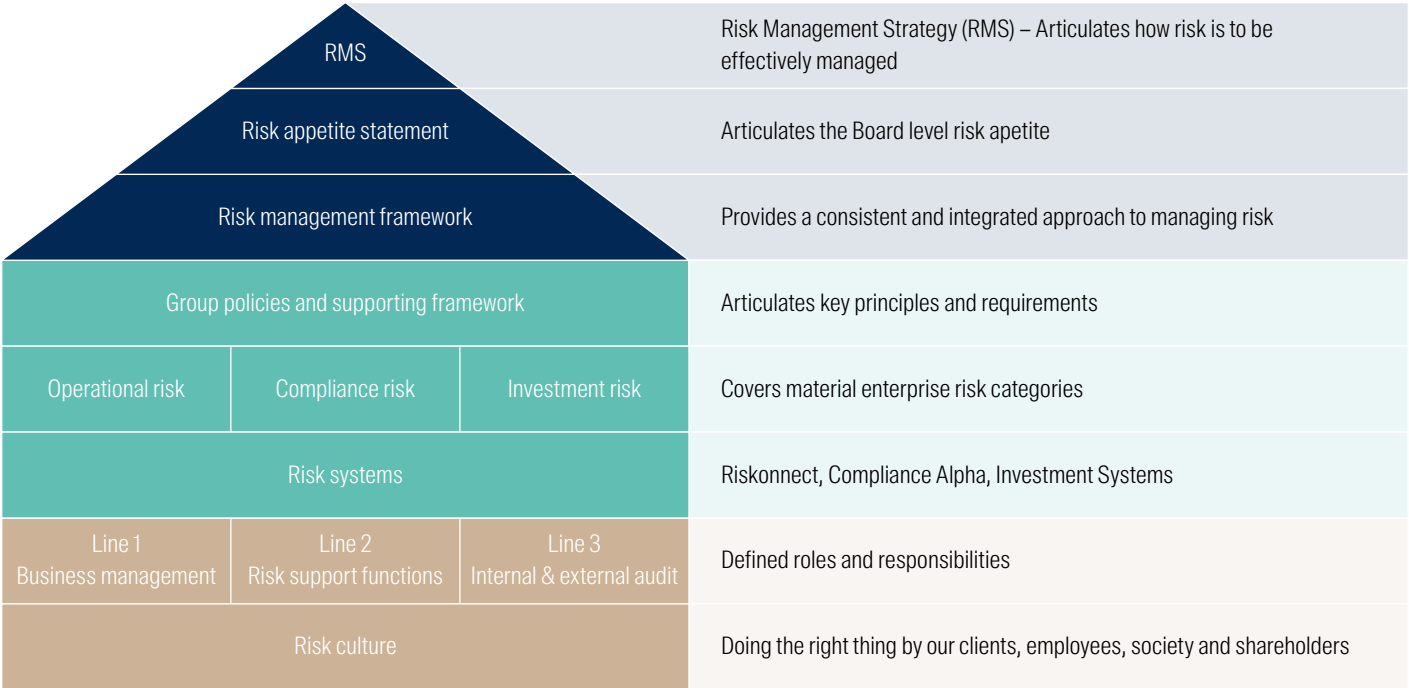 RMS
Risk Management Strategy (RMS) – Articulates how risk is to be
effectively managed
Risk appetite statement
Articulates the Board level risk apetite
Risk management framework
Provides a consistent and integrated approach to managing risk
Group policies and supporting framework
Articulates key principles and requirements
Operational risk
Compliance risk
Investment risk
Covers material enterprise risk categories
Risk systems
Riskonnect, Compliance Alpha, Investment Systems
Line 1
Business management
Line 2
Risk support functions
Line 3
Internal & external audit
Defined roles and responsibilities
Risk culture
Doing the right thing by our clients, employees, society and shareholders